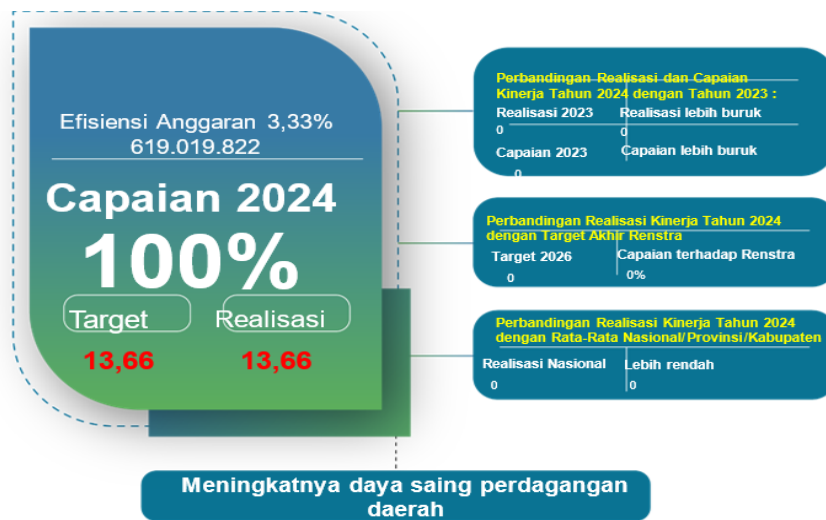 Efisiensi Anggaran 3,33%
619.019.822
Capaian 2024
100%
Target
Realisasi
13,66
13,66
Perbandingan Realisasi dan Capaian
Kinerja Tahun 2024 dengan Tahun 2023 :
Realisasi 2023
Realisasi lebih buruk
0
0
Capaian 2023
Capaian lebih buruk
0
Perbandingan Realisasi Kinerja Tahun 2024
dengan Target Akhir Renstra
Target 2026
Capaian terhadap Renstra
0
0%
Perbandingan Realisasi Kinerja Tahun 2024
dengan Rata-Rata Nasional/Provinsi/Kabupaten
Realisasi Nasional
Lebih rendah
0
0
Meningkatnya daya saing perdagangan
daerah